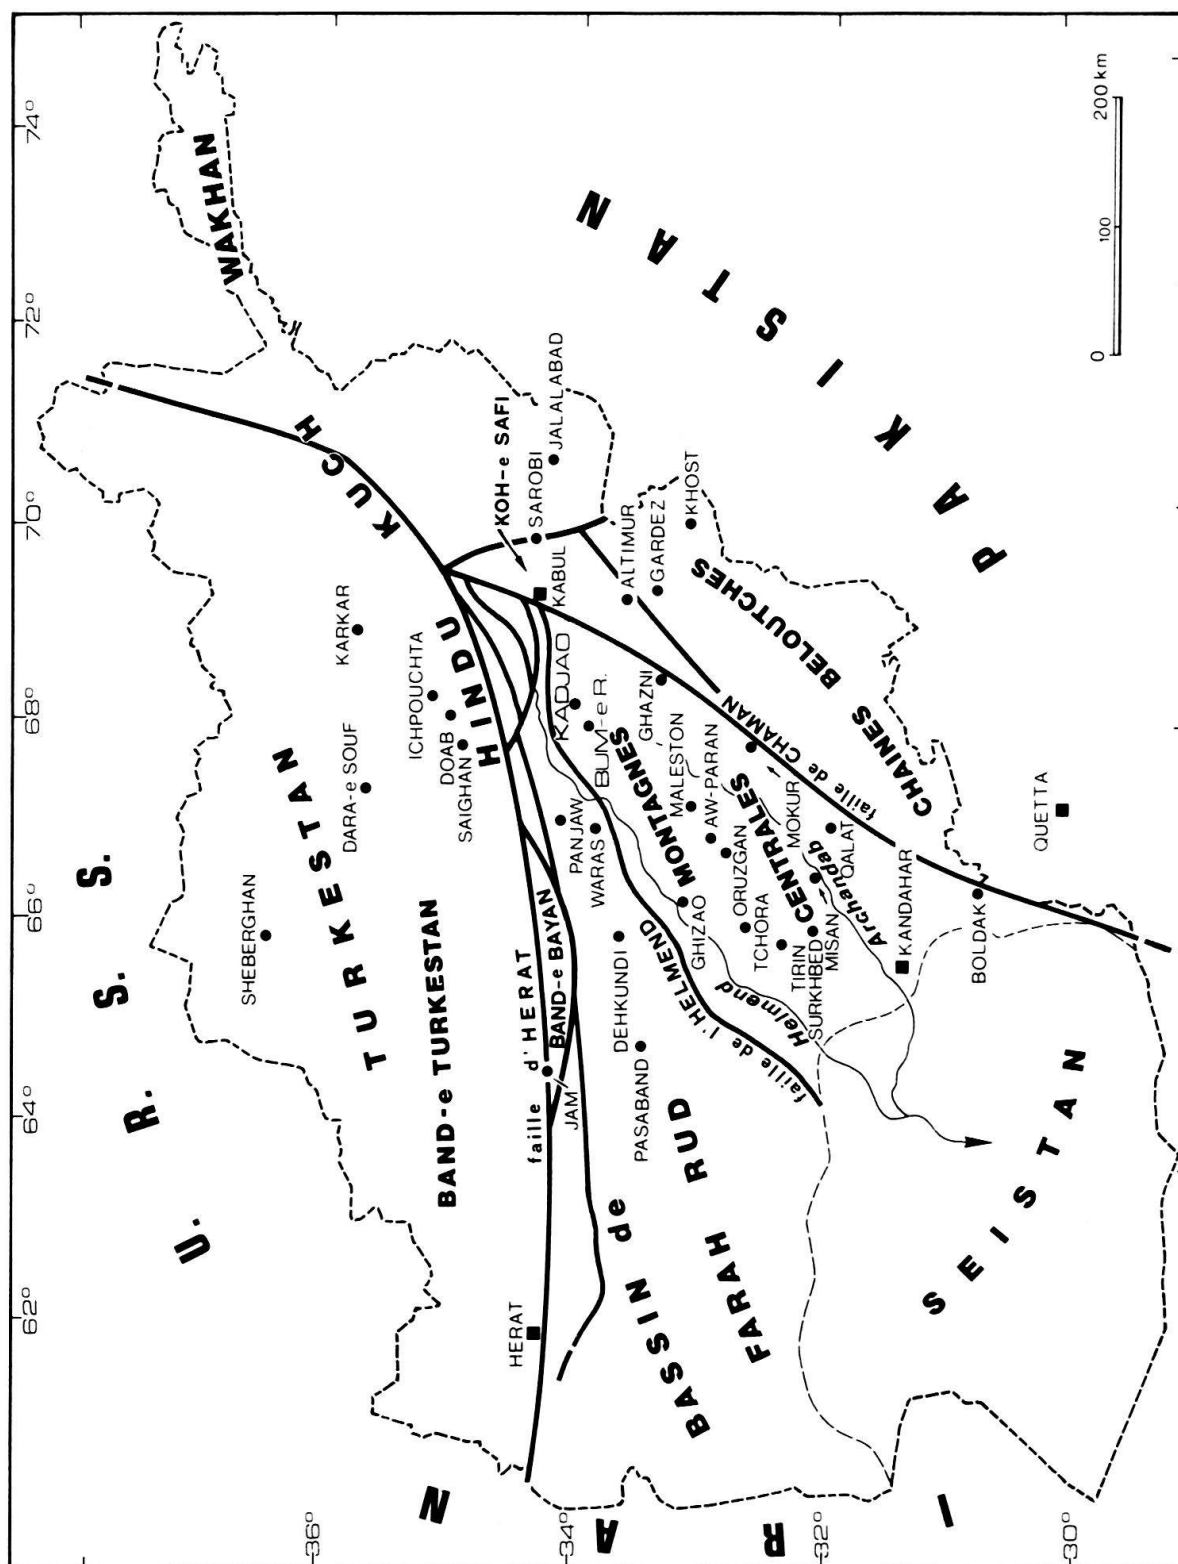 74°
72°
70°
68°
66°
64°
62°
36°
34°
32°
30°
U. R. S. S.
IRAN
PAKISTAN
WAKHAN
HINDU KUCH
TURKESTAN
BAND-e TURKESTAN
SHEBERGHAN
DARA-e SOUF
KARKAR
ICHPOUCHTA
DOAB
SAIGHAN
KOH-e SAFI
SAROBI
JALALABAD
KABUL
KADJAO
BUM-e R.
ALTIMUR
GARDEZ
KHOST
GHAZNI
faille d'HERAT
BAND-e BAYAN
JAM
HERAT
PANJAW
WARAS
DEHKUNDI
PASABAND
MONTAGNES
CENTRALES
MALESTON
AW-PARAN
ORUZGAN
GHIZAO
TCHORA
TIRIN
SURKHBED
MISAN
MOKUR
QALAT
Archandab
Helmend
faille de l'HELMEND
faille de CHAMAN
CHAINES BELOUTCHES
KANDAHAR
BOLDAK
QUETTA
BASSIN de
FARAH RUD
SEISTAN
0 100 200 km